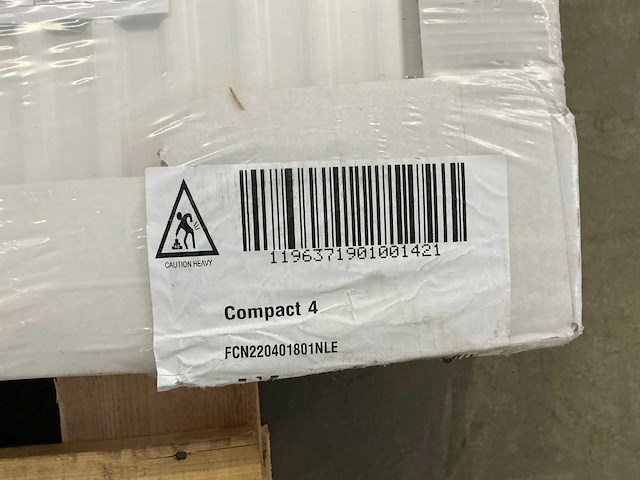 CAUTION HEAVY
1196371901001421
Compact 4
FCN220401801NLE